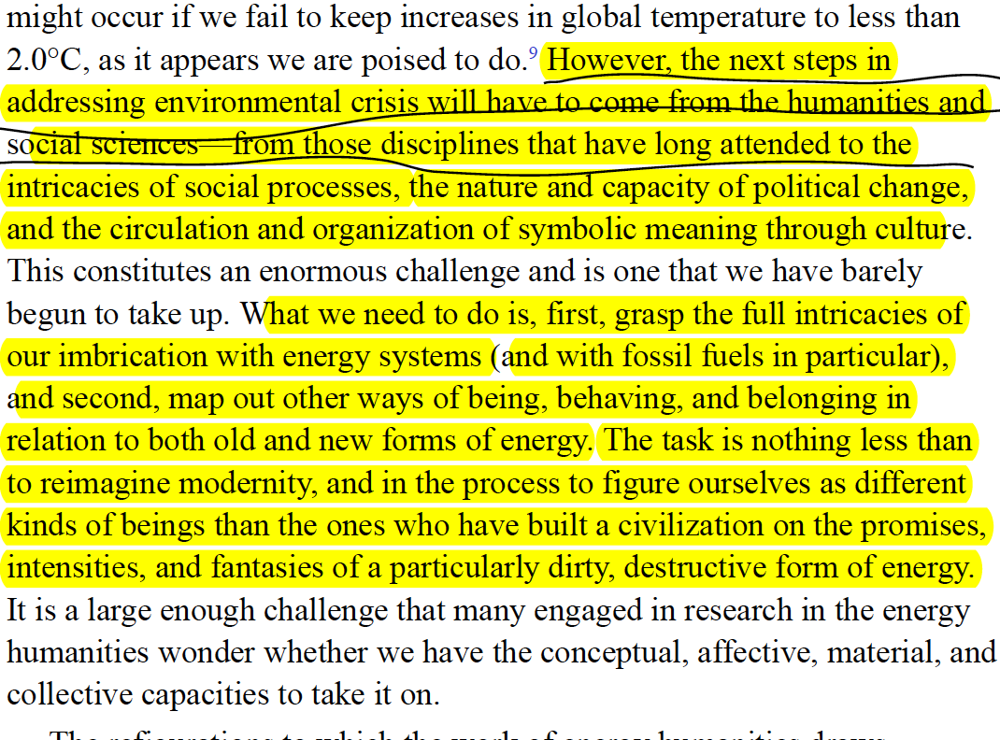 might occur if we fail to keep increases in global temperature to less than
2.0°C, as it appears we are poised to do.9 However, the next steps in
addressing environmental crisis will have to come from the humanities and
social sciences—from those disciplines that have long attended to the
intricacies of social processes, the nature and capacity of political change,
and the circulation and organization of symbolic meaning through culture.
This constitutes an enormous challenge and is one that we have barely
begun to take up. What we need to do is, first, grasp the full intricacies of
our imbrication with energy systems (and with fossil fuels in particular),
and second, map out other ways of being, behaving, and belonging in
relation to both old and new forms of energy. The task is nothing less than
to reimagine modernity, and in the process to figure ourselves as different
kinds of beings than the ones who have built a civilization on the promises,
intensities, and fantasies of a particularly dirty, destructive form of energy.
It is a large enough challenge that many engaged in research in the energy
humanities wonder whether we have the conceptual, affective, material, and
collective capacities to take it on.
The refigurations to which the work of energy humanities draws